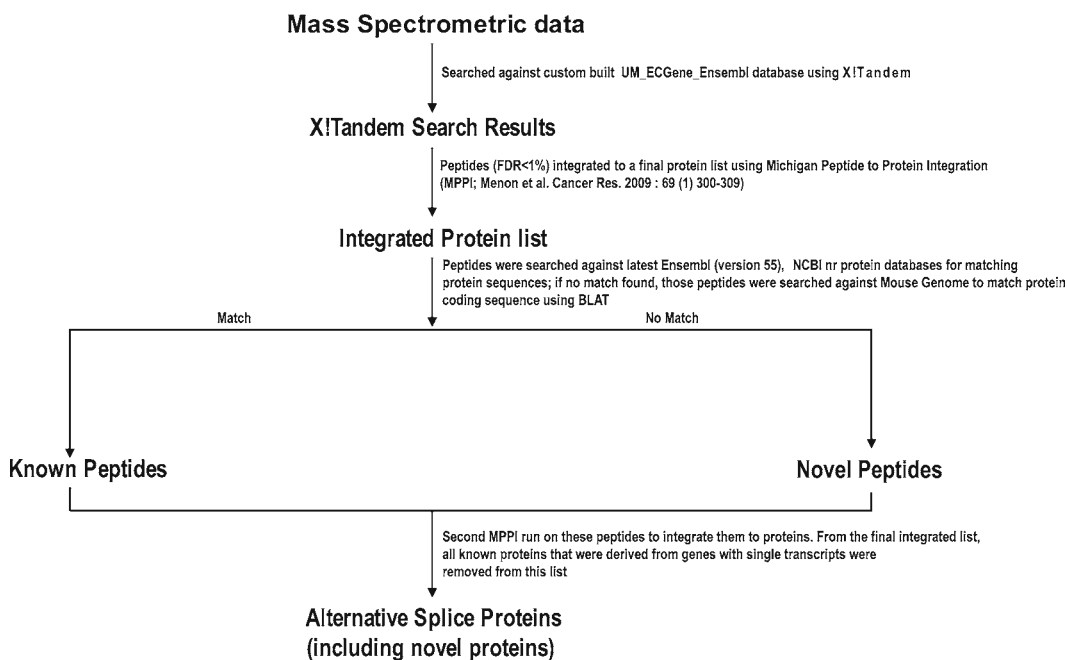 Mass Spectrometric data
Searched against custom built UM_ECGene_Ensembl database using X!Tandem
X!Tandem Search Results
Peptides (FDR<1%) integrated to a final protein list using Michigan Peptide to Protein Integration
(MPPI; Menon et al. Cancer Res. 2009 : 69 (1) 300-309)
Integrated Protein list
Peptides were searched against latest Ensembl (version 55), NCBI nr protein databases for matching
protein sequences; if no match found, those peptides were searched against Mouse Genome to match protein
coding sequence using BLAT
Match
No Match
Known Peptides
Novel Peptides
Second MPPI run on these peptides to integrate them to proteins. From the final integrated list,
all known proteins that were derived from genes with single transcripts were
removed from this list
Alternative Splice Proteins
(including novel proteins)